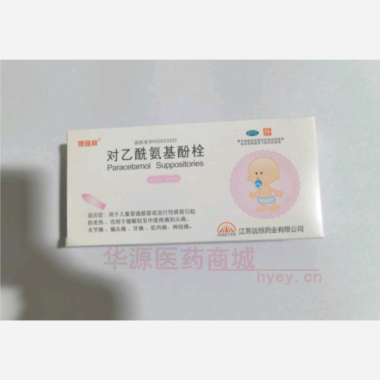 对乙酰氨基酚栓
Paracetamol Suppositories
适应症：用于儿童普通感冒或流行性感冒引起
的发热，也用于缓解轻至中度疼痛如头痛、
关节痛、偏头痛、牙痛、肌肉痛、神经痛。
江苏远恒药业有限公司
华源医药商城
hyey.cn